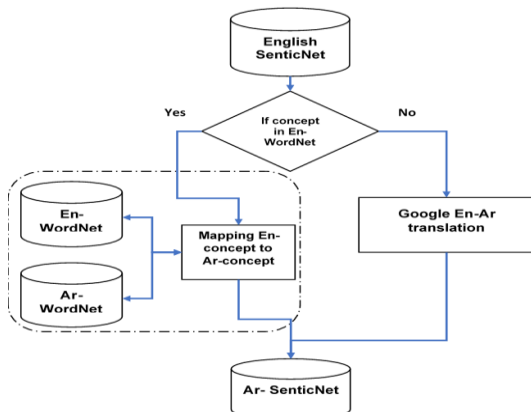 English
SenticNet
Yes
No
If concept
in En-
WordNet
En-
WordNet
Mapping En-
concept to
Ar-concept
Google En-Ar
translation
Ar-
WordNet
Ar- SenticNet